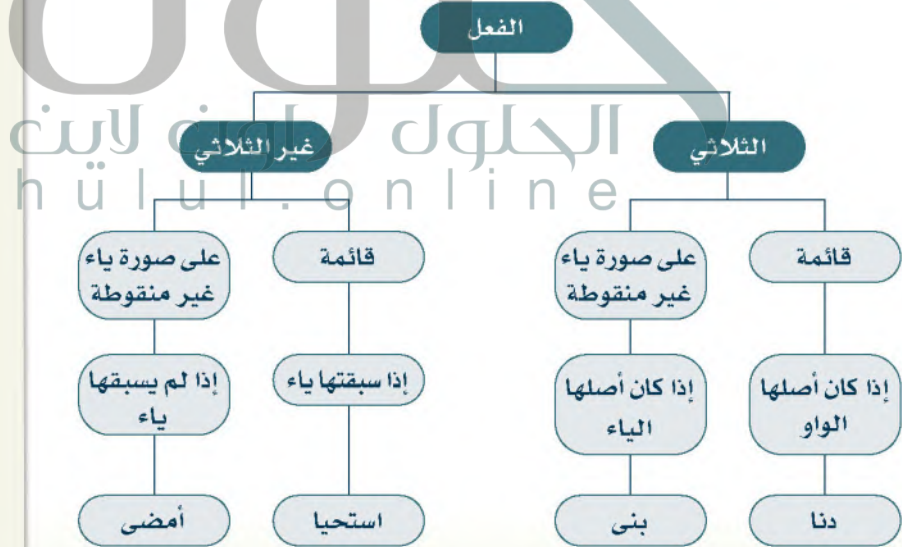 الفعل
الثلاثي
غير الثلاثي
حلول
الحلول اون لاين
hülul.online
قائمة
على صورة ياء
غير منقوطة
قائمة
على صورة ياء
غير منقوطة
إذا كان أصلها
الواو
إذا كان أصلها
الياء
إذا سبقتها ياء
إذا لم يسبقها
ياء
دنا
بنى
استحيا
أمضى